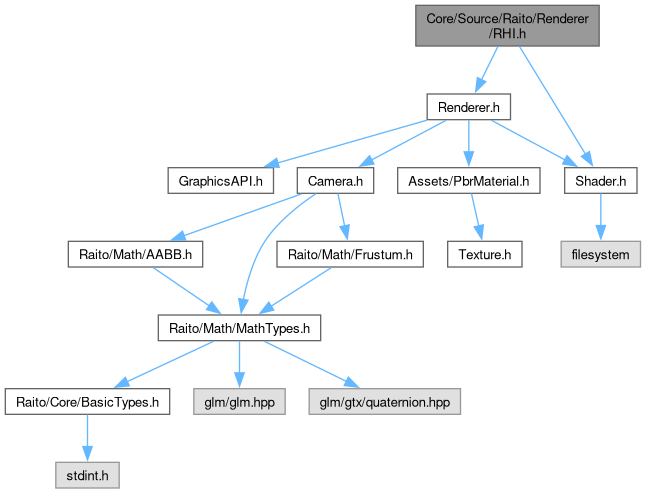 Core/Source/Raito/Renderer
/RHI.h
Renderer.h
GraphicsAPI.h
Camera.h
Assets/PbrMaterial.h
Shader.h
Raito/Math/AABB.h
Raito/Math/Frustum.h
Texture.h
filesystem
Raito/Math/MathTypes.h
Raito/Core/BasicTypes.h
glm/glm.hpp
glm/gtx/quaternion.hpp
stdint.h